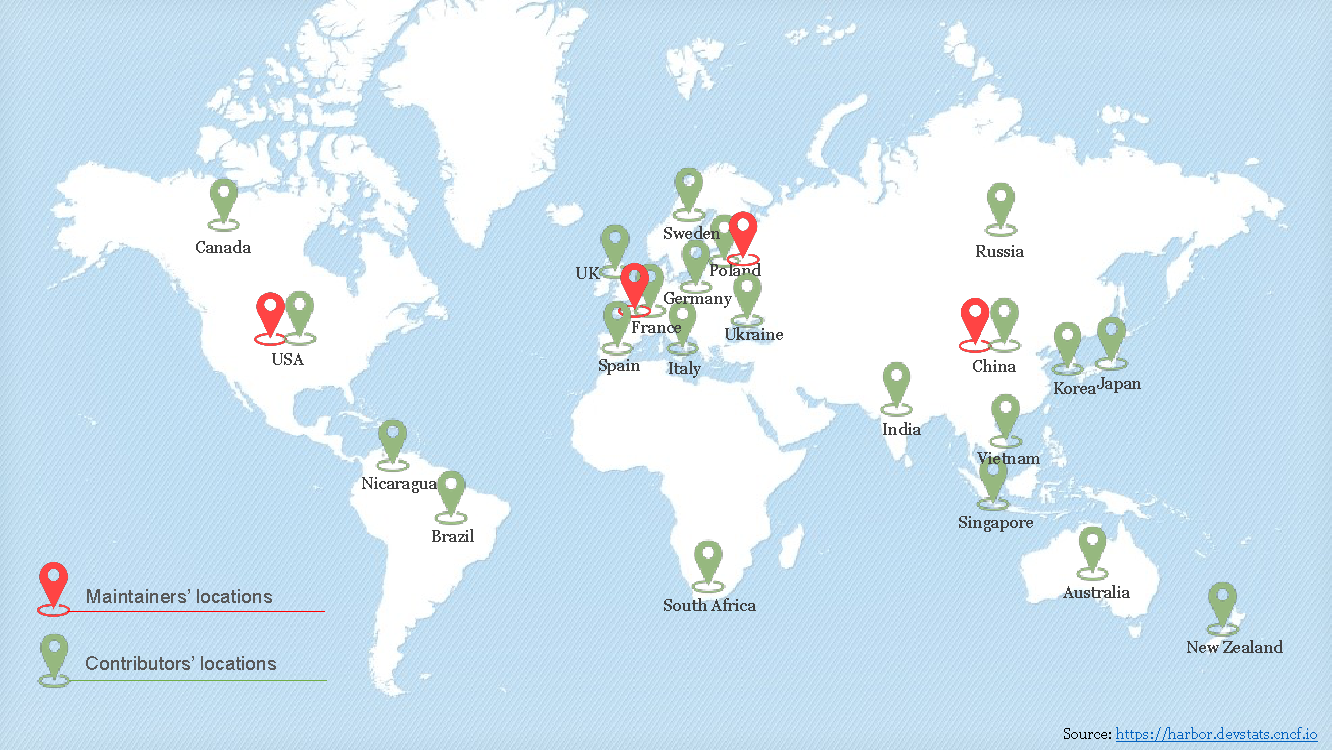 Canada
Sweden
Russia
UK
Poland
Germany
France
Ukraine
USA
Spain
Italy
China
Korea
Japan
India
Vietnam
Nicaragua
Singapore
Brazil
Australia
Maintainers’ locations
South Africa
New Zealand
Contributors’ locations
Source: https://harbor.devstats.cncf.io